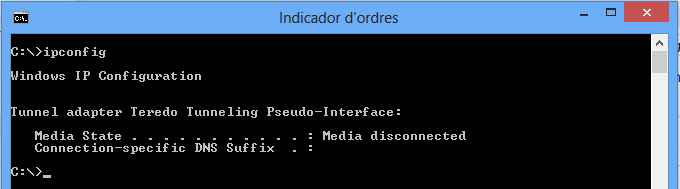 Indicador d'ordres
C:\>ipconfig
Windows IP Configuration
Tunnel adapter Teredo Tunneling Pseudo-Interface:
Media State . . . . . . . . . . . : Media disconnected
Connection-specific DNS Suffix  . :
C:\>_